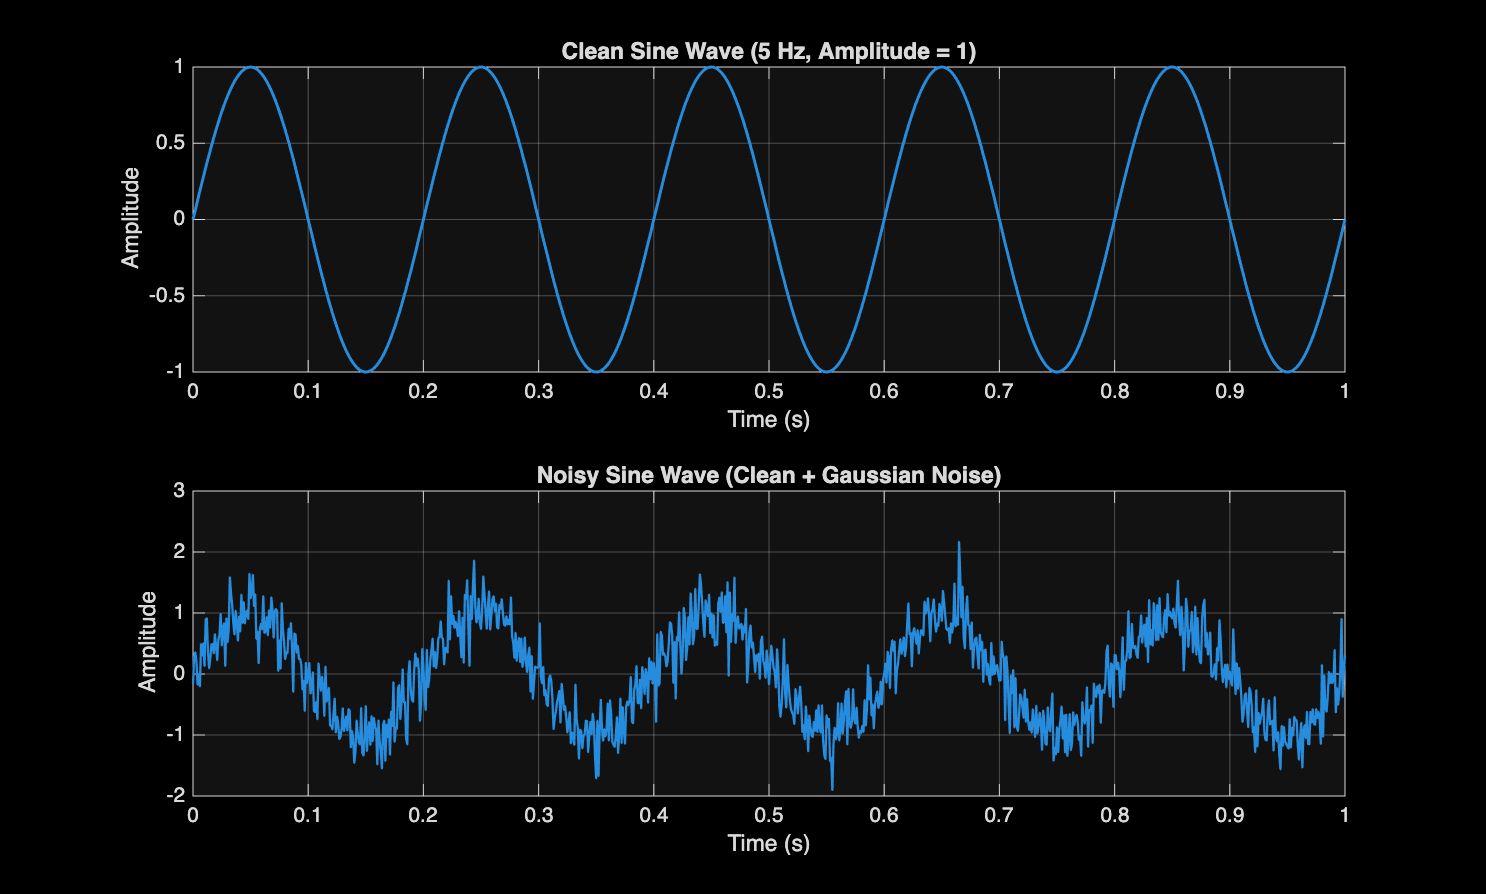 Clean Sine Wave (5 Hz, Amplitude = 1)
1
0.5
0
-0.5
-1
Amplitude
0 0.1 0.2 0.3 0.4 0.5 0.6 0.7 0.8 0.9 1
Time (s)
Noisy Sine Wave (Clean + Gaussian Noise)
3
2
1
0
-1
-2
Amplitude
0 0.1 0.2 0.3 0.4 0.5 0.6 0.7 0.8 0.9 1
Time (s)